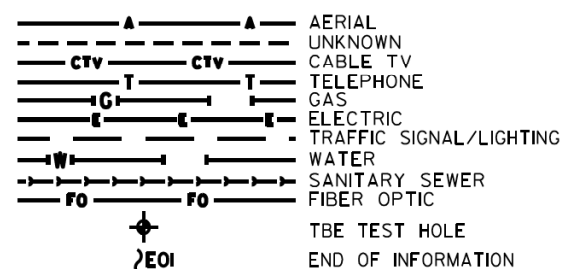 A A AERIAL
UNKNOWN
CTV CTV CABLE TV
T T TELEPHONE
G GAS
E E E ELECTRIC
TRAFFIC SIGNAL/LIGHTING
W WATER
SANITARY SEWER
FO FO FIBER OPTIC
TBE TEST HOLE
EOI END OF INFORMATION